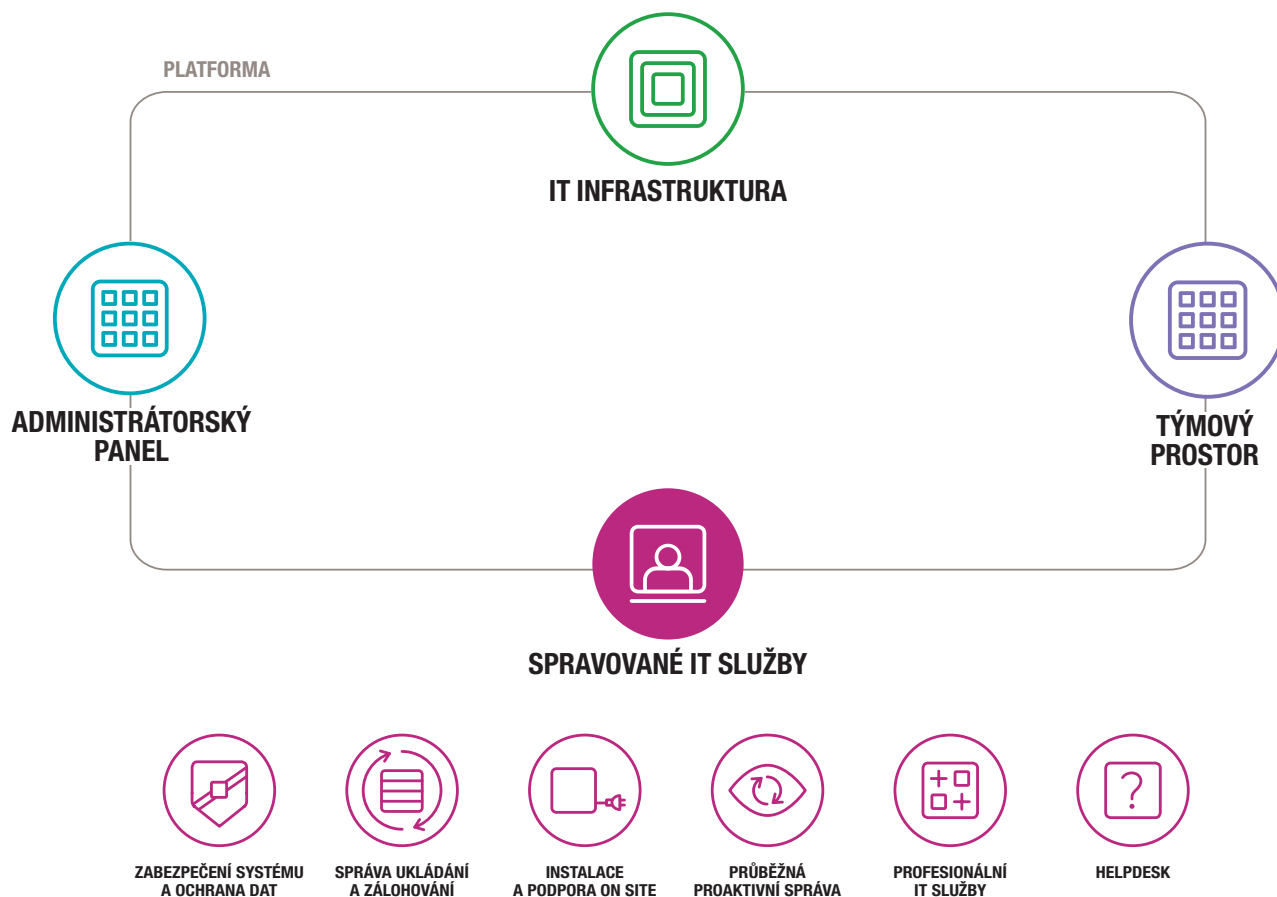 PLATFORMA
IT INFRASTRUKTURA
ADMINISTRÁTORSKÝ
PANEL
TÝMOVÝ
PROSTOR
SPRAVOVANÉ IT SLUŽBY
ZABEZPEČENÍ SYSTÉMU
A OCHRANA DAT
SPRÁVA UKLÁDÁNÍ
A ZÁLOHOVÁNÍ
INSTALACE
A PODPORA ON SITE
PRŮBĚŽNÁ
PROAKTIVNÍ SPRÁVA
PROFESIONÁLNÍ
IT SLUŽBY
?
HELPDESK